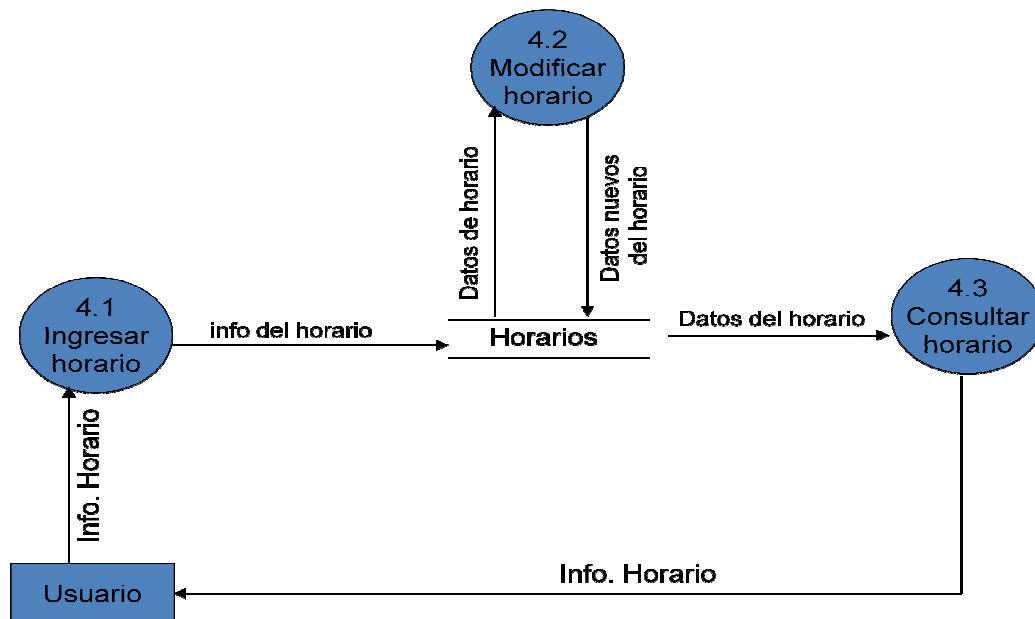 4.2
Modificar
horario
Datos de horario
Datos nuevos
del horario
4.1
Ingresar
horario
info del horario
Horarios
Datos del horario
4.3
Consultar
horario
Info. Horario
Usuario
Info. Horario